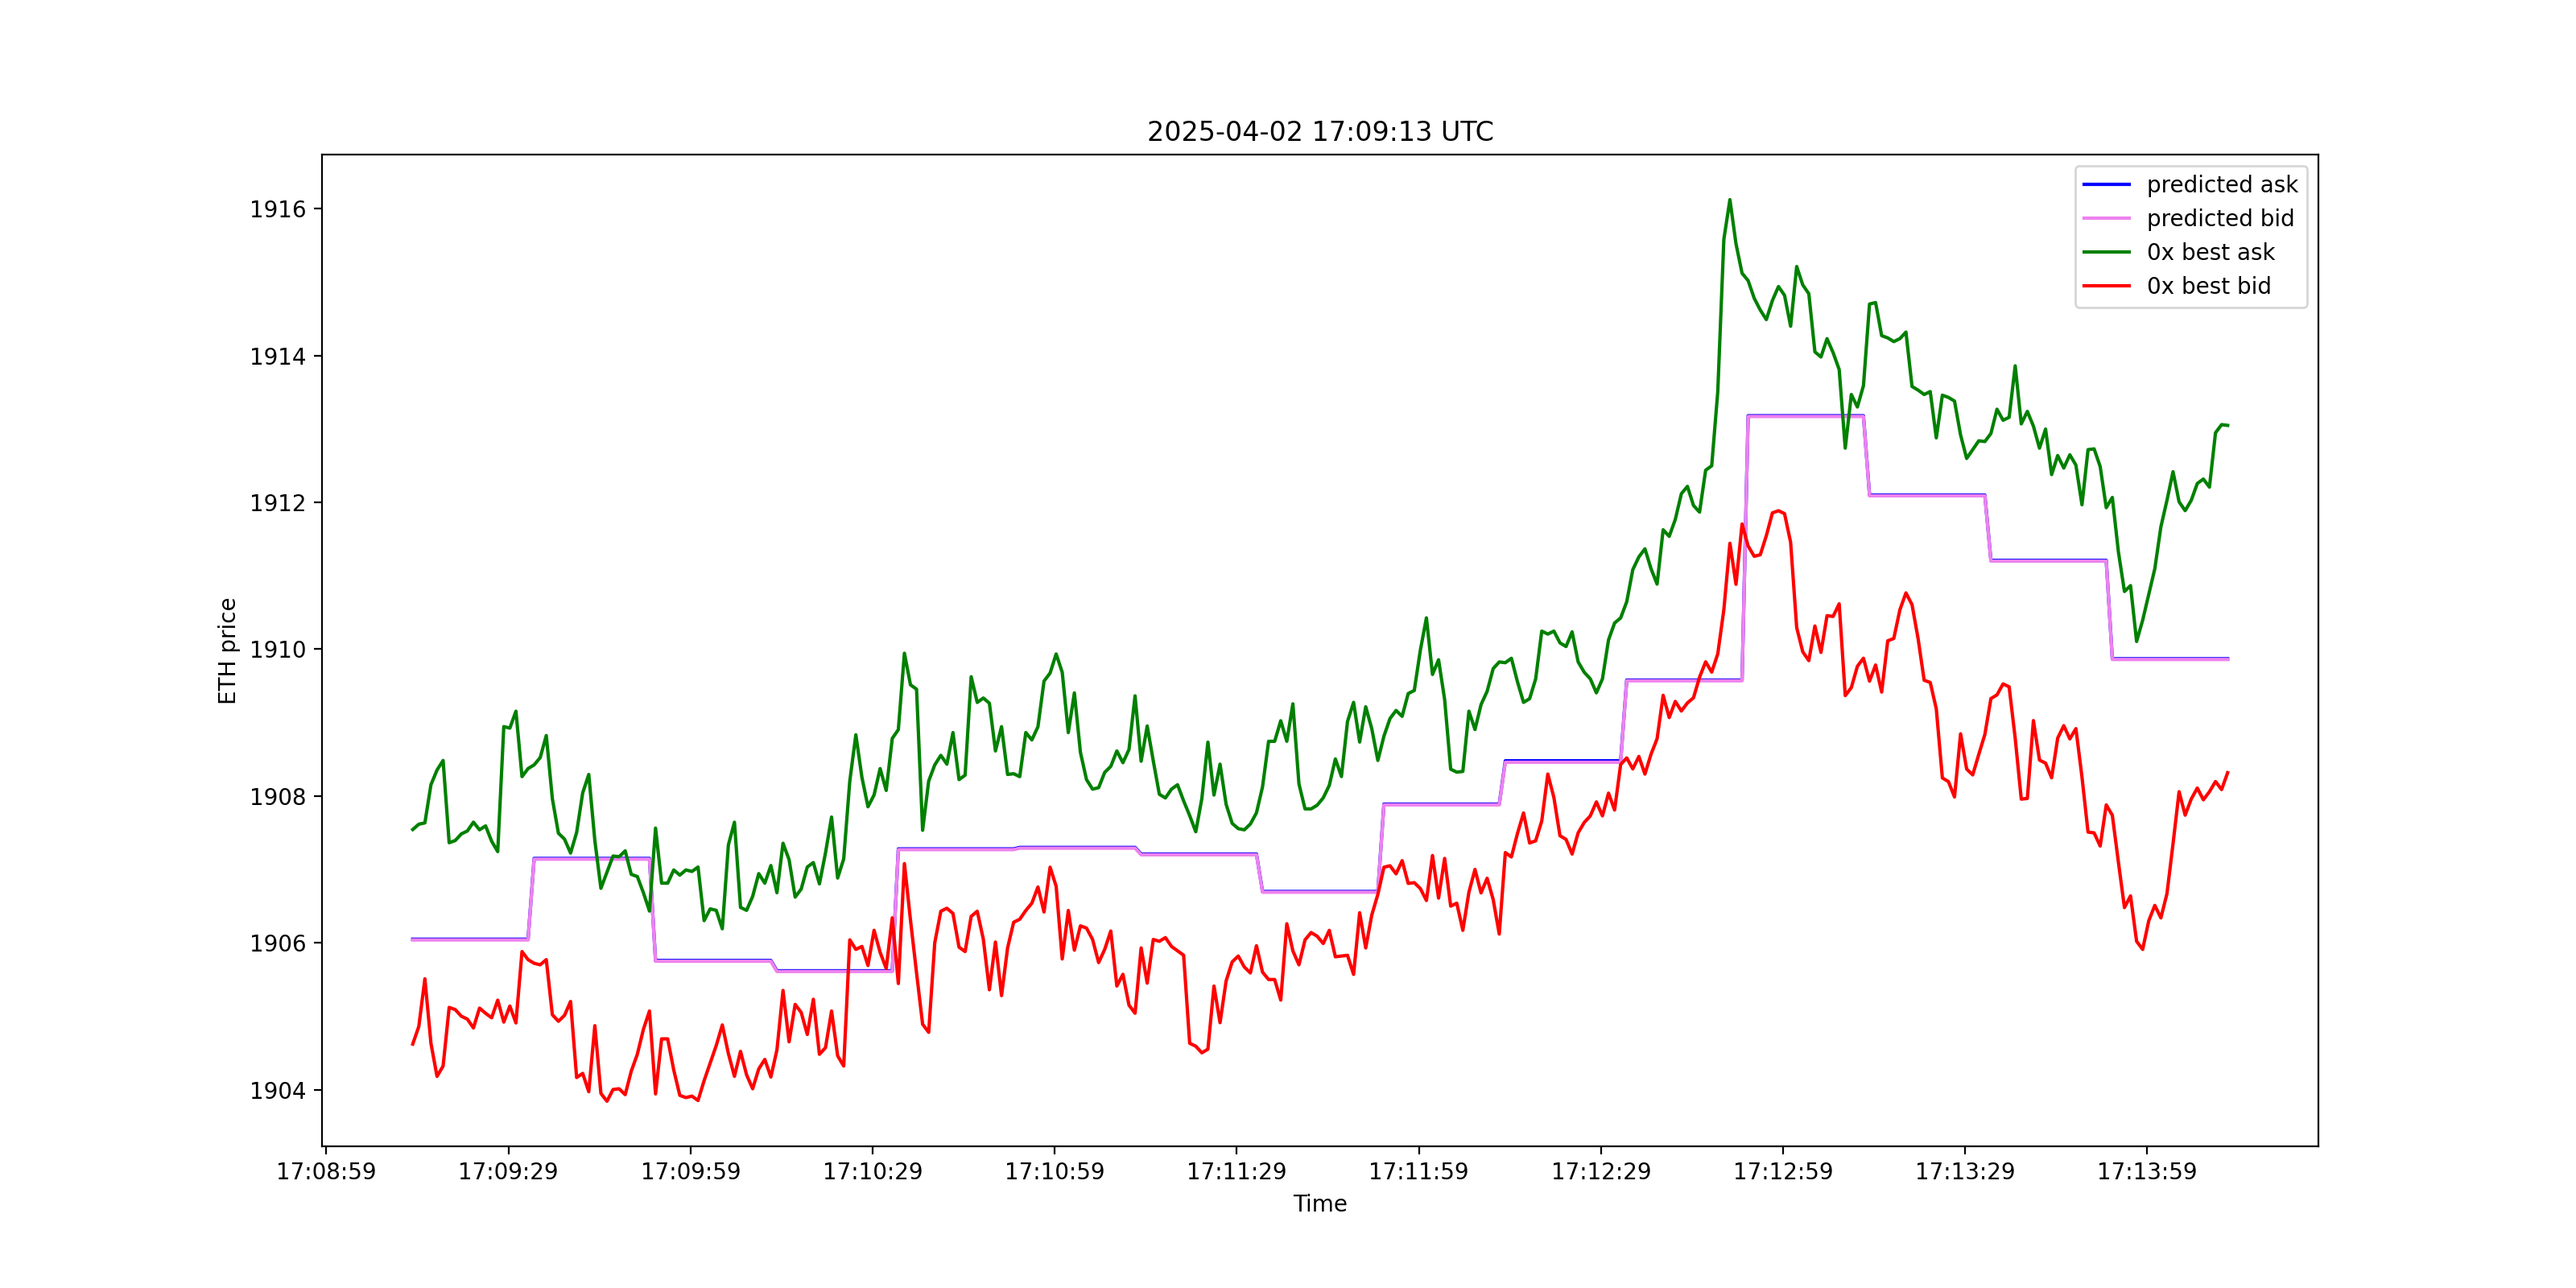 2025-04-02 17:09:13 UTC
predicted ask
predicted bid
0x best ask
0x best bid
ETH price
1916
1914
1912
1910
1908
1906
1904
17:08:59 17:09:29 17:09:59 17:10:29 17:10:59 17:11:29 17:11:59 17:12:29 17:12:59 17:13:29 17:13:59
Time